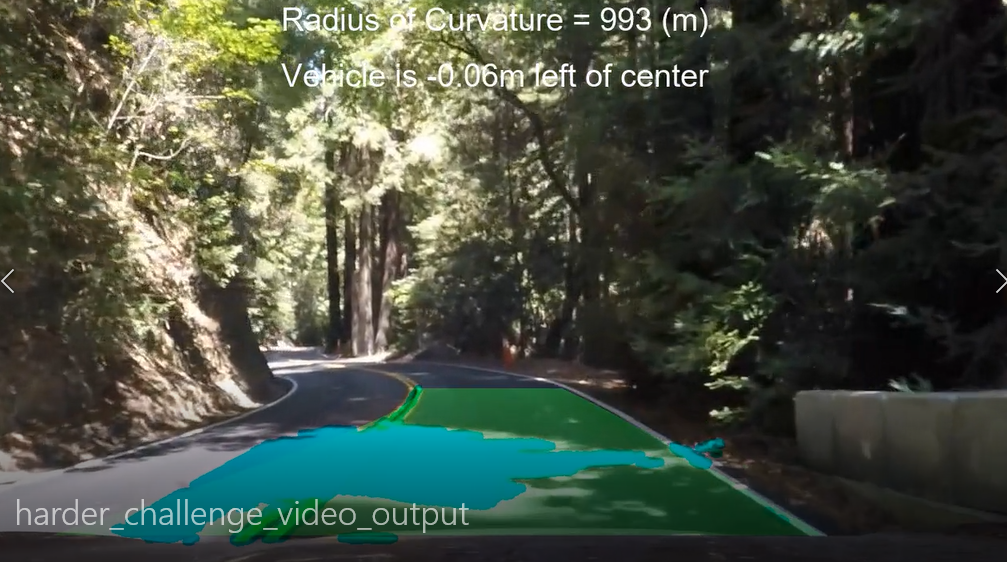 Radius of Curvature = 993 (m)
Vehicle is -0.06m left of center
harder_challenge_video_output